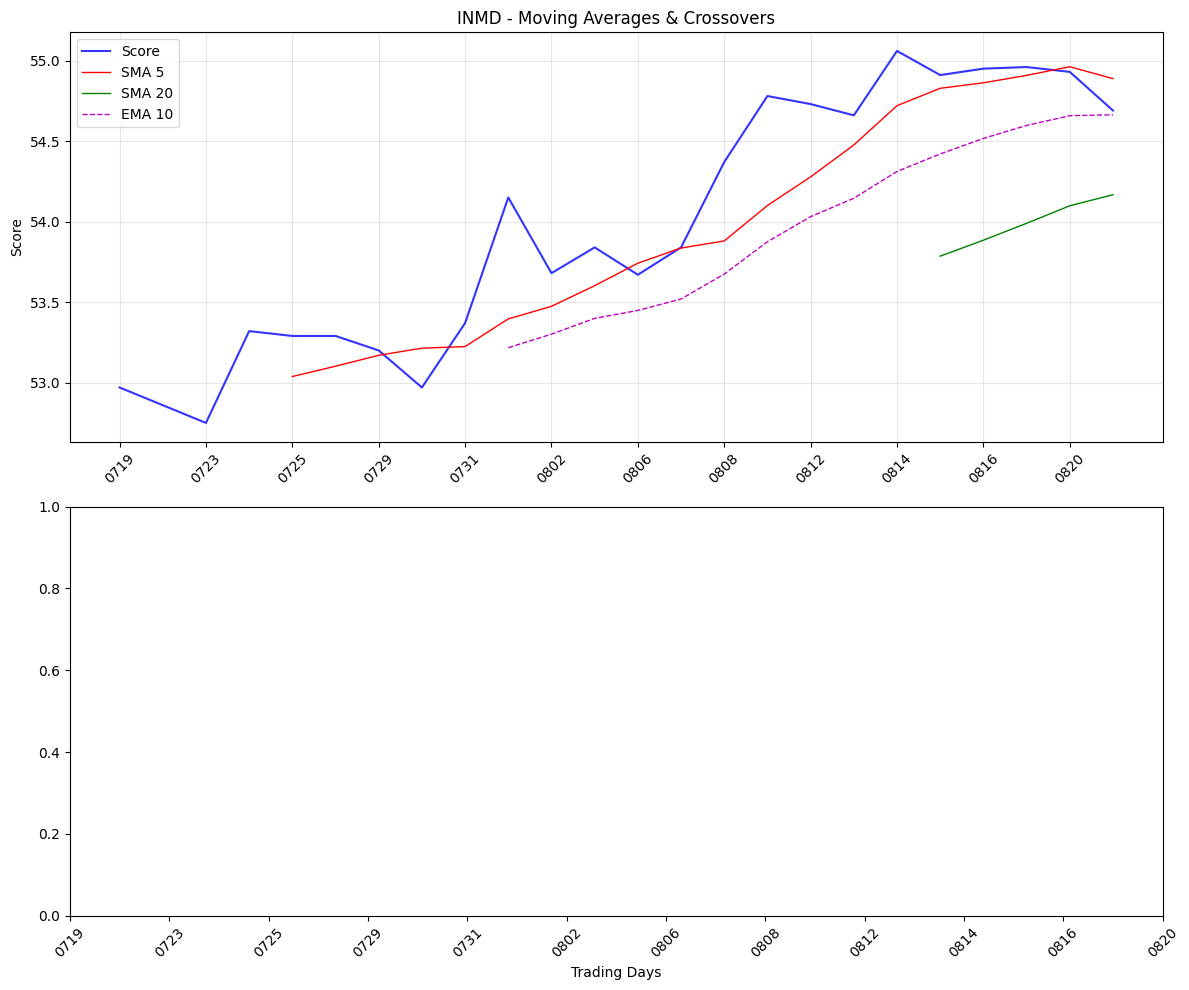 INMD - Moving Averages & Crossovers
Score
SMA 5
SMA 20
EMA 10
Score
55.0
54.5
54.0
53.5
53.0
0719 0723 0725 0729 0731 0802 0806 0808 0812 0814 0816 0820
1.0
0.8
0.6
0.4
0.2
0.0
0719 0723 0725 0729 0731 0802 0806 0808 0812 0814 0816 0820
Trading Days